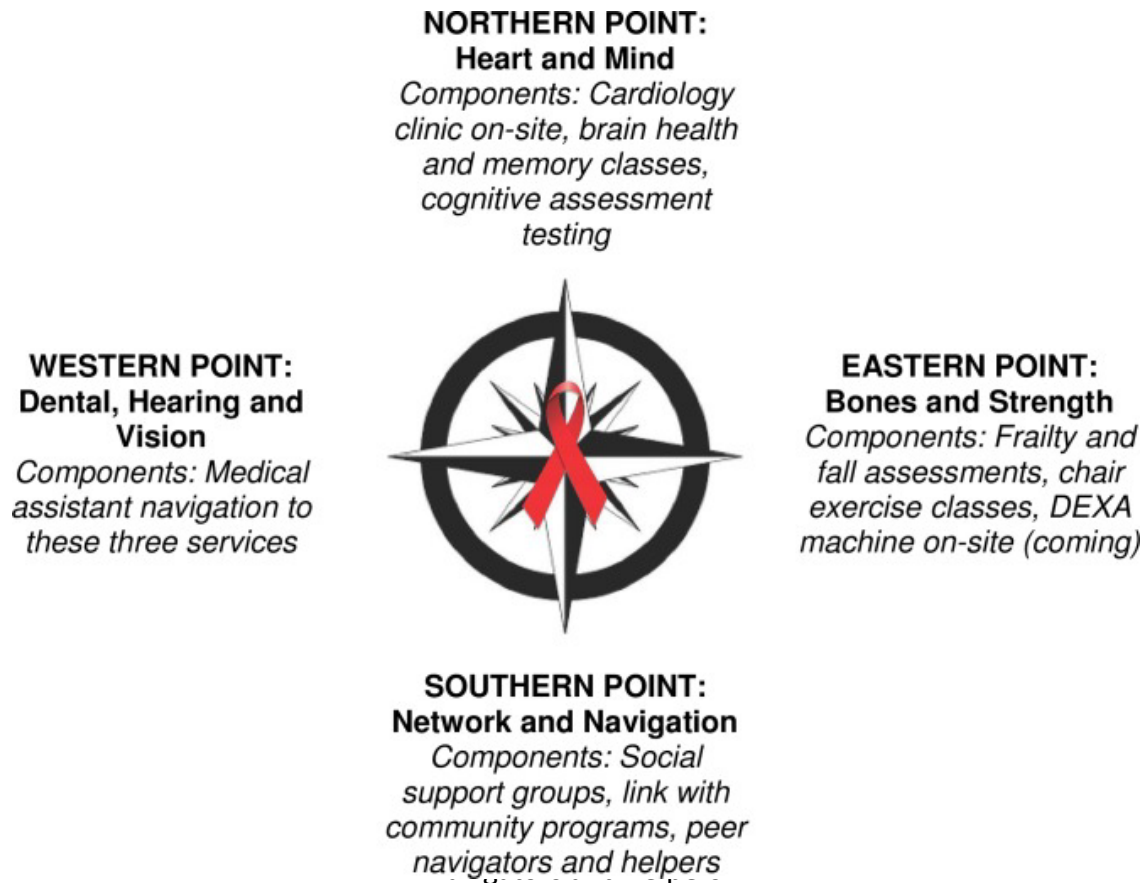 NORTHERN POINT:
Heart and Mind
Components: Cardiology
clinic on-site, brain health
and memory classes,
cognitive assessment
testing
WESTERN POINT:
Dental, Hearing and
Vision
Components: Medical
assistant navigation to
these three services
EASTERN POINT:
Bones and Strength
Components: Frailty and
fall assessments, chair
exercise classes, DEXA
machine on-site (coming)
SOUTHERN POINT:
Network and Navigation
Components: Social
support groups, link with
community programs, peer
navigators and helpers